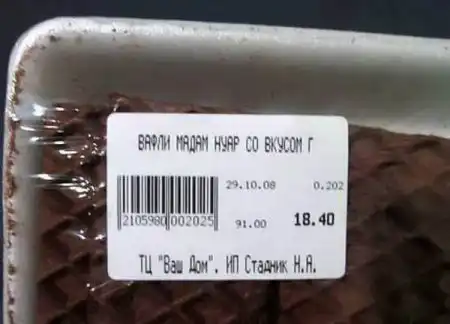 ВАФЛИ МАДАМ НУАР СО ВКУСОМ Г
29.10.08 0.202
2105980 002025
91.00 18.40
ТЦ "Ваш Дом". ИП Стадник Н.А.